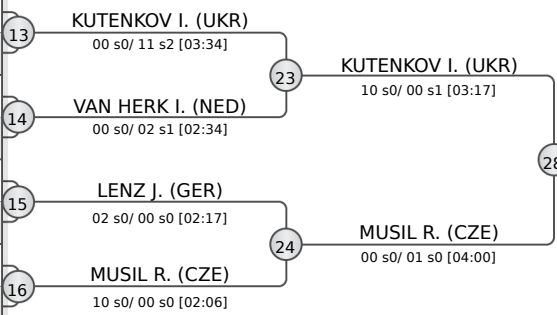 13
KUTENKOV I. (UKR)
00 s0/ 11 s2 [03:34]
23
KUTENKOV I. (UKR)
10 s0/ 00 s1 [03:17]
14
VAN HERK I. (NED)
00 s0/ 02 s1 [02:34]
28
15
LENZ J. (GER)
02 s0/ 00 s0 [02:17]
24
MUSIL R. (CZE)
00 s0/ 01 s0 [04:00]
16
MUSIL R. (CZE)
10 s0/ 00 s0 [02:06]